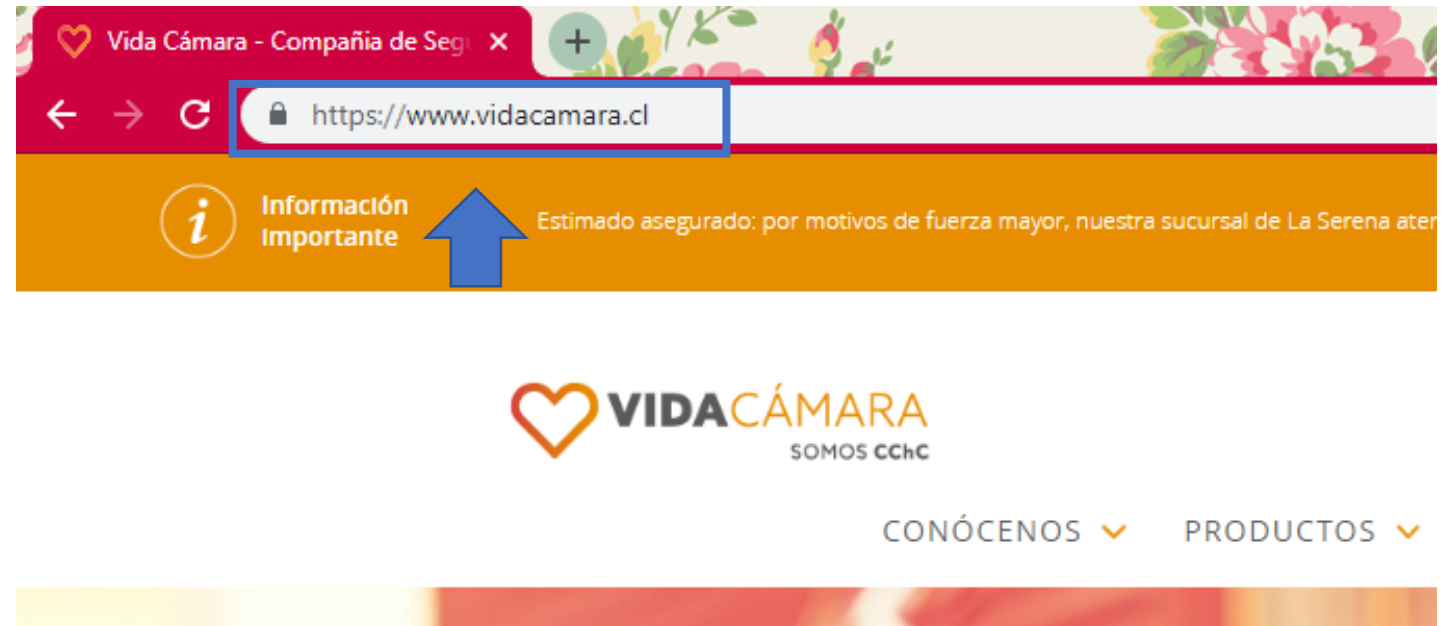 Vida Cámara - Compañia de Seg
https://www.vidacamara.cl
Información
Importante
Estimado asegurado: por motivos de fuerza mayor, nuestra sucursal de La Serena
VIDACÁMARA
SOMOS CChC
CONÓCENOS
PRODUCTOS